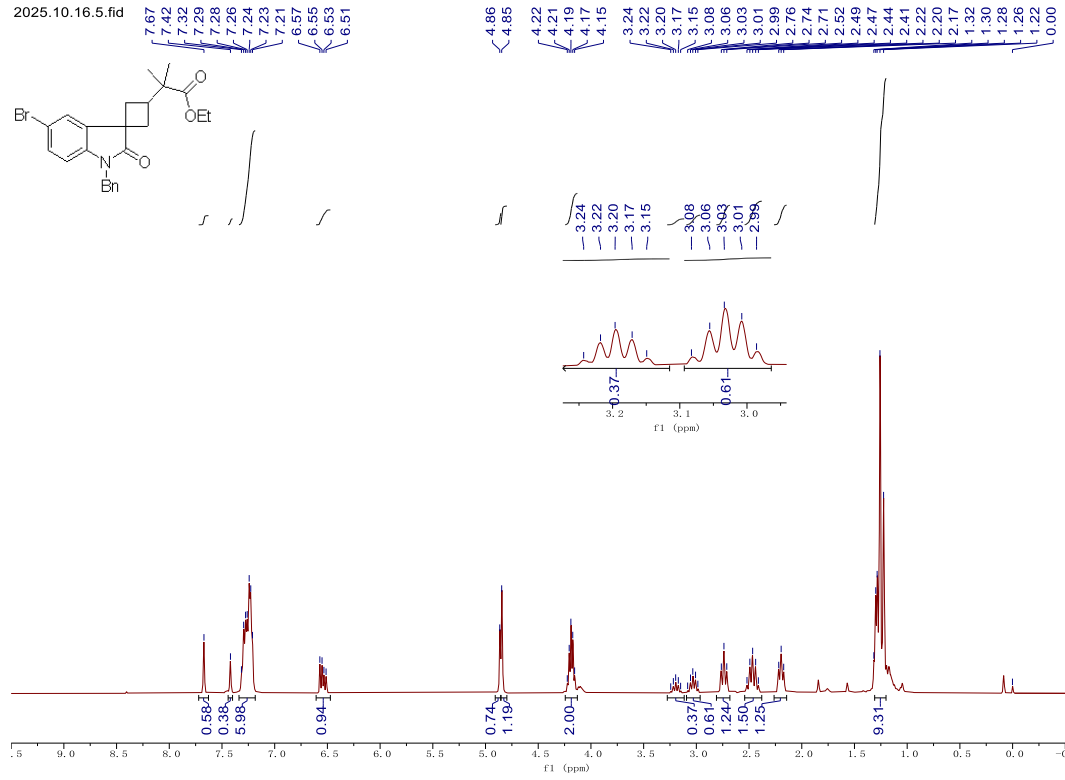 2025.10.16.5.fid
7.67 7.42 7.32 7.29 7.28 7.26 7.24 7.23 7.21 6.57 6.55 6.53 6.51 4.86 4.85 4.22 4.21 4.19 4.17 4.15 3.24 3.22 3.20 3.17 3.15 3.08 3.06 3.03 3.01 2.99 2.76 2.74 2.71 2.52 2.49 2.47 2.44 2.41 2.22 2.20 2.17 1.32 1.30 1.28 1.26 1.22 0.00
O
OEt
Br
N
O
Bn
3.24 3.22 3.20 3.17 3.15 3.08 3.06 3.03 3.01 2.99
0.37 0.61
3.2 3.1 3.0
f1 (ppm)
0.58 0.38 5.98 0.94 0.74 1.19 2.00 0.37 0.61 1.24 1.50 1.25 9.31
.5 9.0 8.5 8.0 7.5 7.0 6.5 6.0 5.5 5.0 4.5 4.0 3.5 3.0 2.5 2.0 1.5 1.0 0.5 0.0 -0
f1 (ppm)